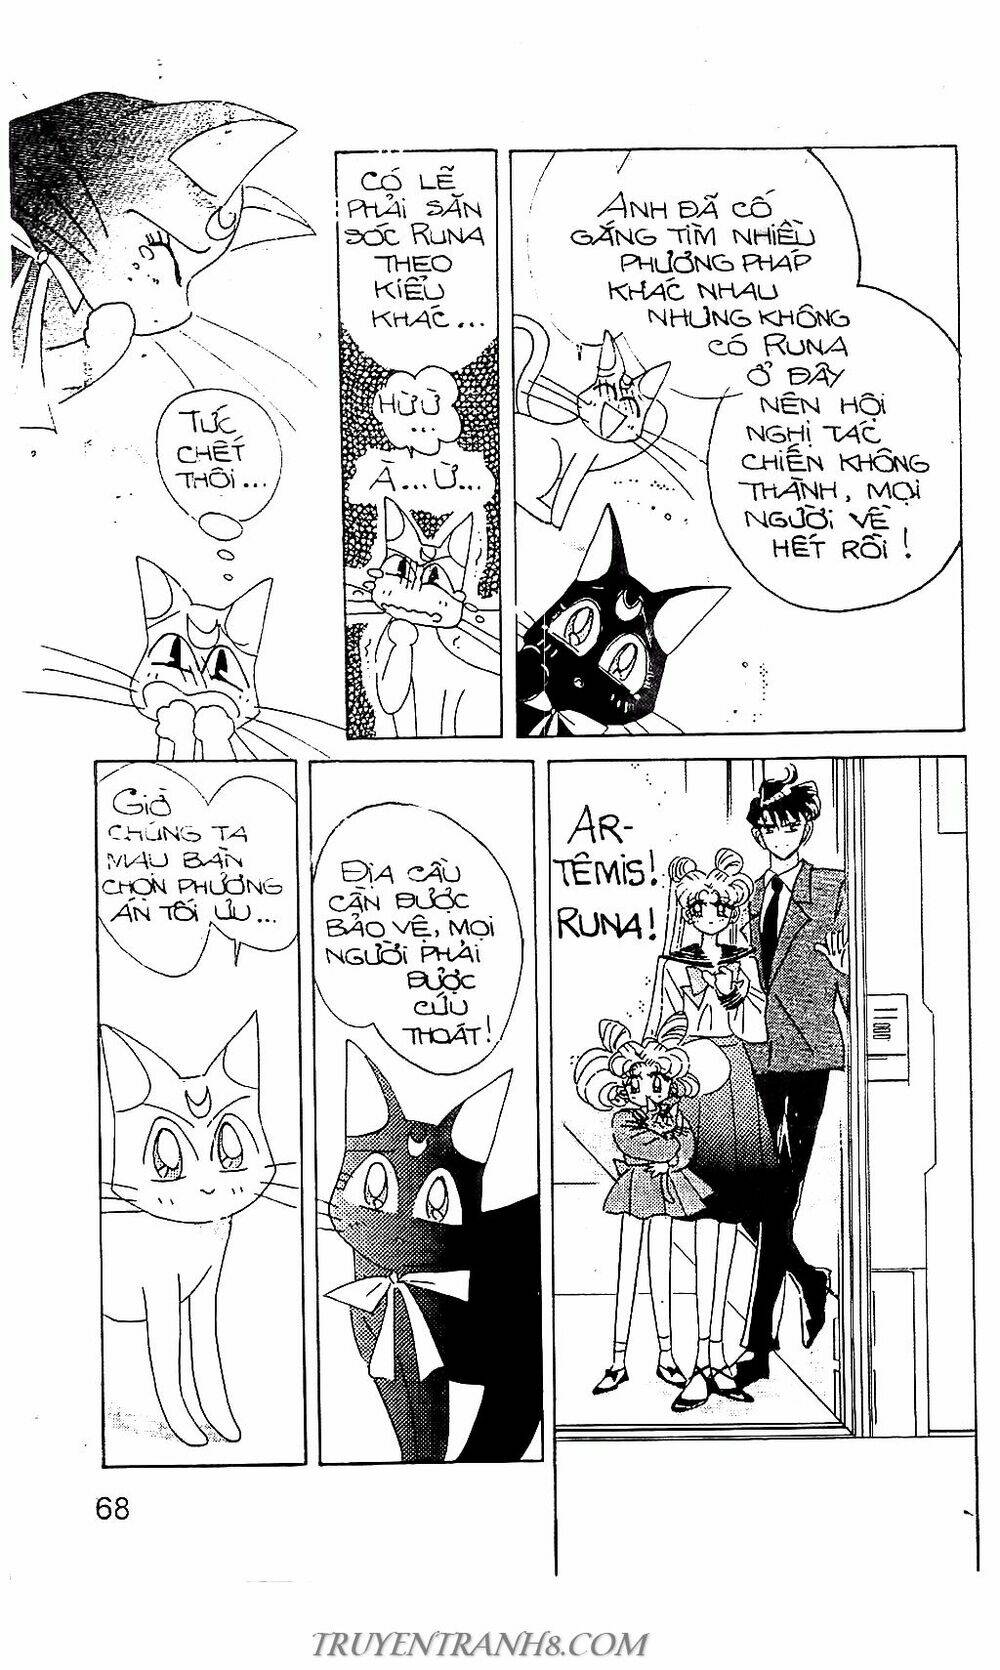 ANH ĐÃ CỐ
GẮNG TÌM NHIỀU
PHƯƠNG PHÁP
KHÁC NHAU
NHƯNG KHÔNG
CÓ RUNA
Ở ĐÂY
NÊN HỘI
NGHỊ TÁC
CHIẾN KHÔNG
THÀNH, MỌI
NGƯỜI VỀ
HẾT RỒI!
CÓ LẼ
PHẢI SĂN
SÓC RUNA
THEO
KIỂU
KHÁC...
HỪ Ử
...
À...Ừ...
TỨC
CHẾT
THÔI...
AR-
TÊMIS!
RUNA!
ĐỊA CẦU
CẦN ĐƯỢC
BẢO VỆ, MỌI
NGƯỜI PHẢI
ĐƯỢC
CỨU
THOÁT!
GIỜ
CHÚNG TA
MAU BÀN
CHỌN PHƯƠNG
ÁN TỐI ƯU...
68
TRUYENTRANH8.COM